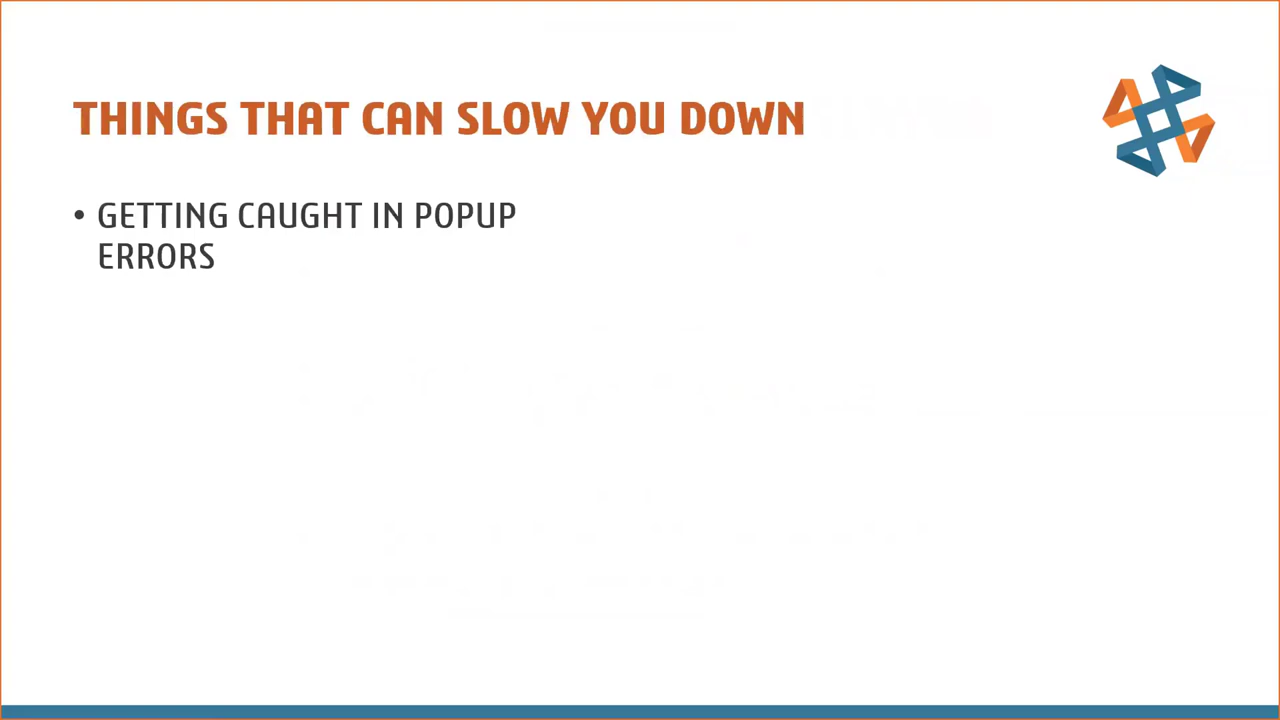 THINGS THAT CAN SLOW YOU DOWN
• GETTING CAUGHT IN POPUP
ERRORS